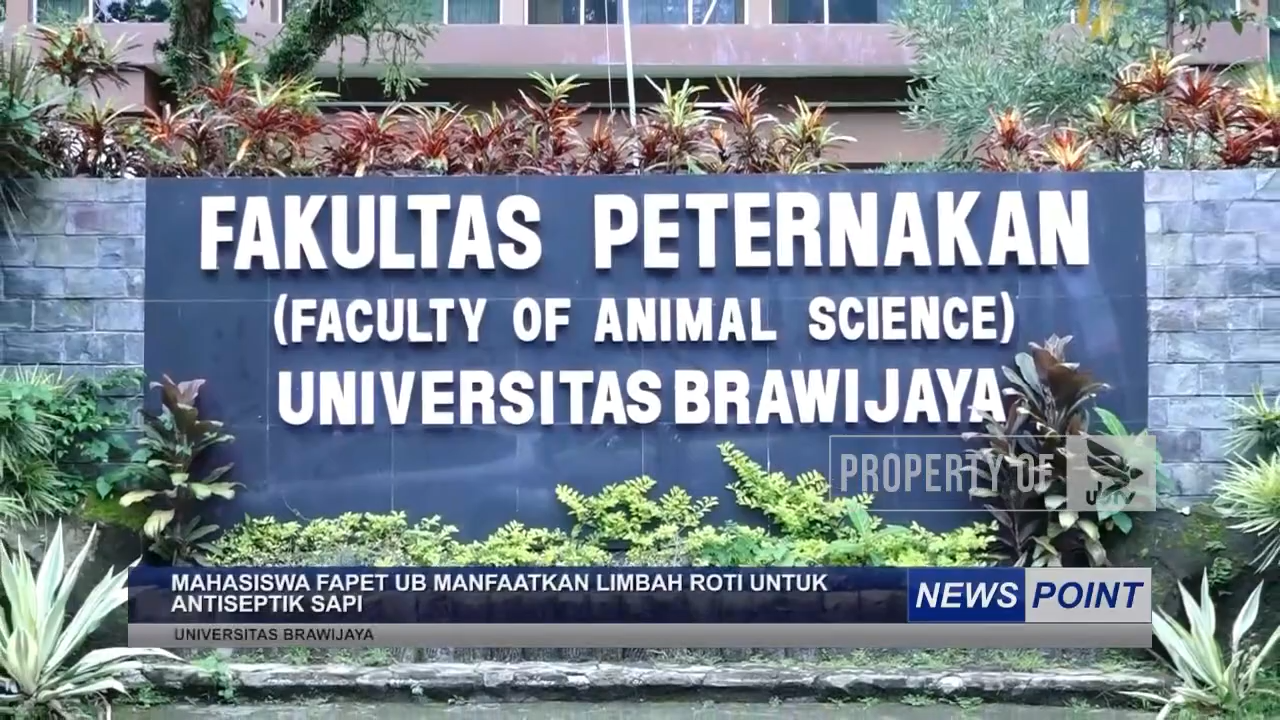 FAKULTAS PETERNAKAN
(FACULTY OF ANIMAL SCIENCE)
UNIVERSITAS BRAWIJAYA
PROPERTY OF UBTV
MAHASISWA FAPET UB MANFAATKAN LIMBAH ROTI UNTUK
ANTISEPTIK SAPI
NEWS POINT
UNIVERSITAS BRAWIJAYA